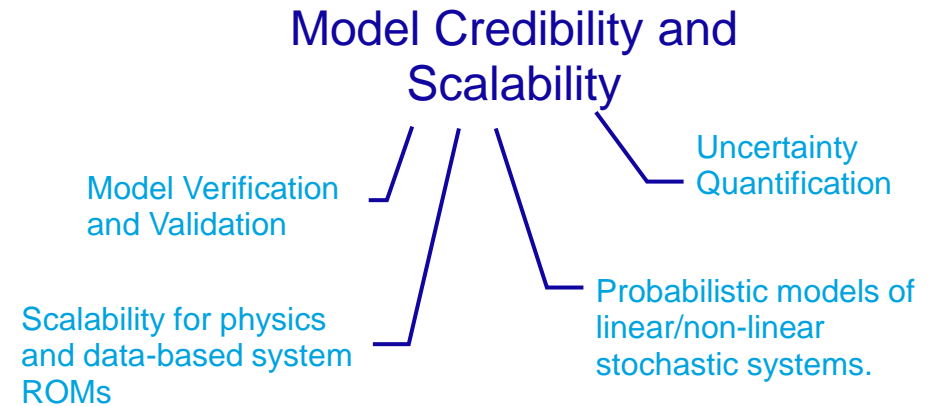 Model Credibility and
Scalability
Uncertainty
Quantification
Model Verification
and Validation
Probabilistic models of
linear/non-linear
stochastic systems.
Scalability for physics
and data-based system
ROMs